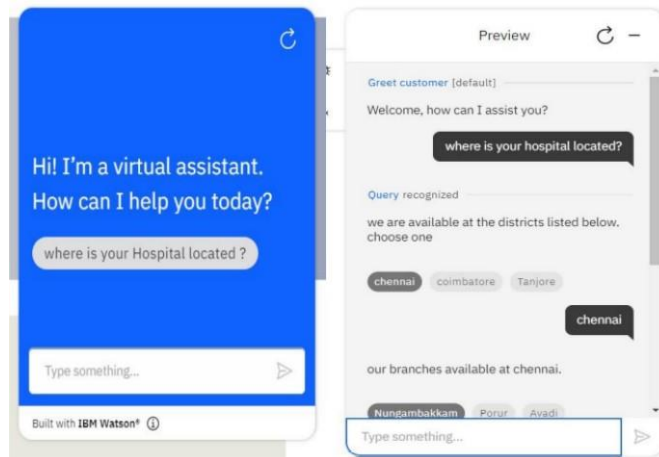 Hi! I'm a virtual assistant.
How can I help you today?
where is your Hospital located ?
Type something...
Built with IBM Watson®
Preview
Greet customer [default]
Welcome, how can I assist you?
where is your hospital located?
Query recognized
we are available at the districts listed below.
choose one
chennai coimbatore Tanjore
chennai
our branches available at chennai.
Nungambakkam Porur Avadi
Type something...